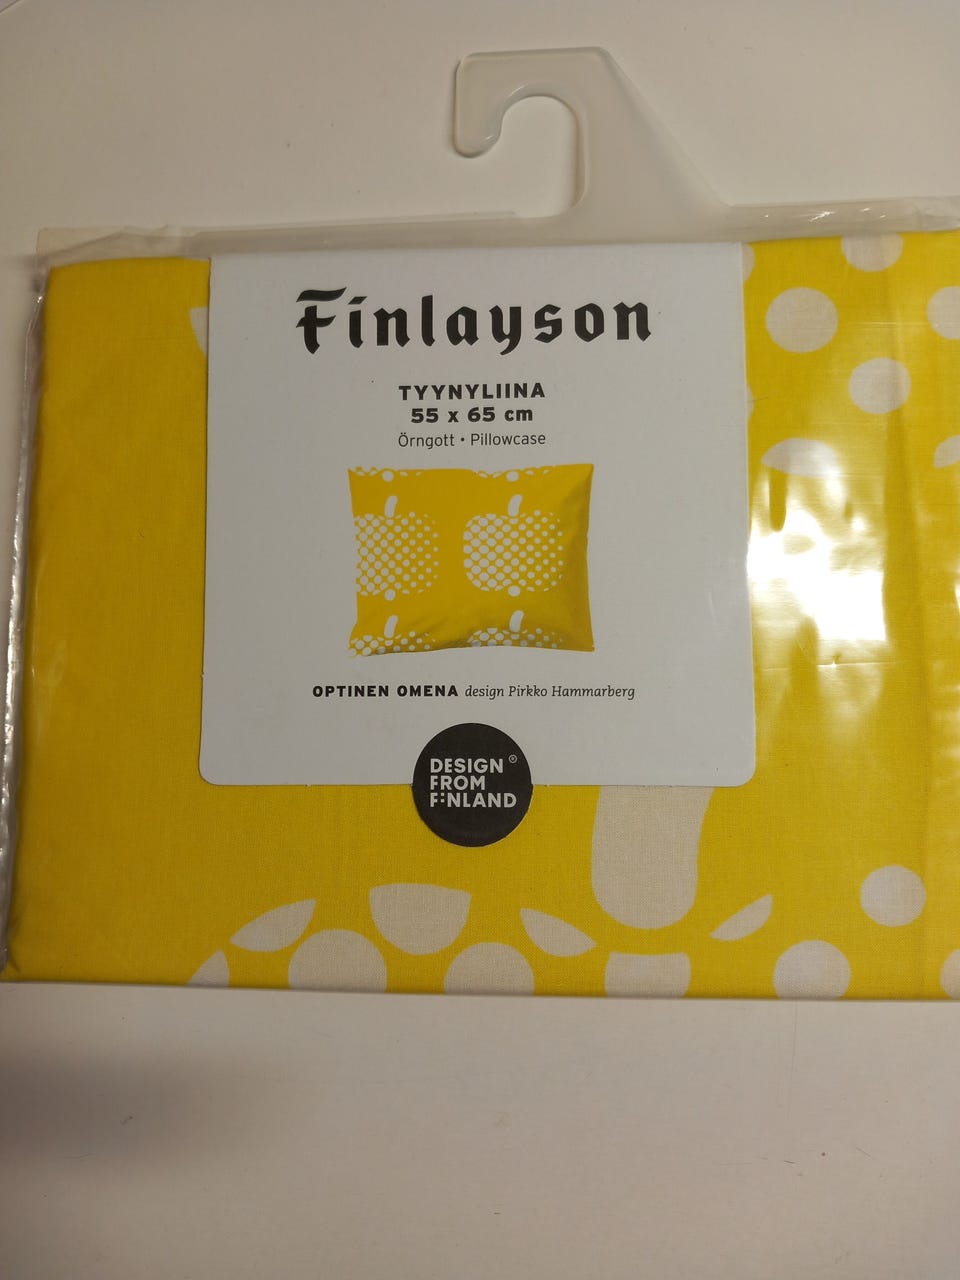 Finlayson
TYYNYLIINA
55 x 65 cm
Örngott • Pillowcase
OPTINEN OMENA design Pirkko Hammarberg
DESIGN ®
FROM
FINLAND